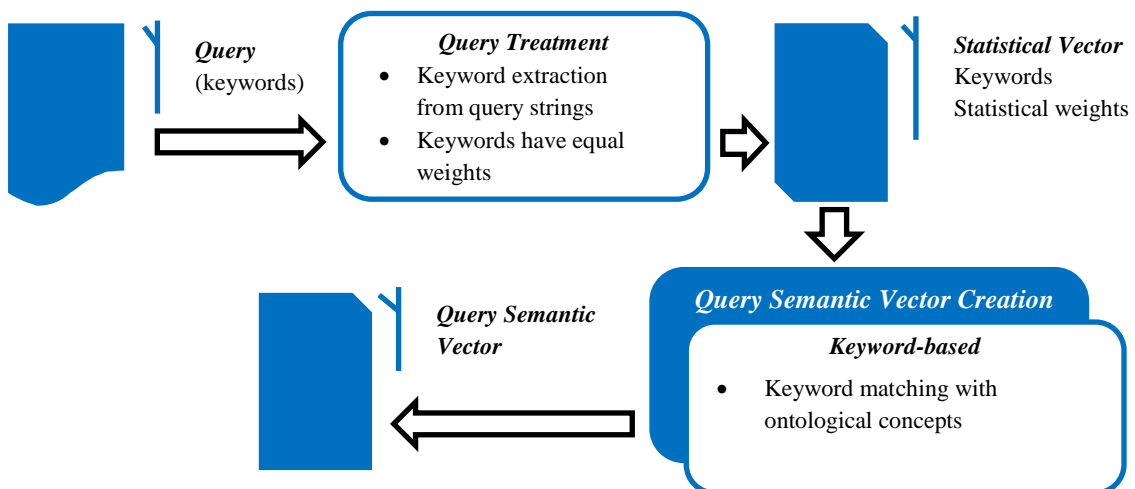 Query
(keywords)
Query Treatment
• Keyword extraction
from query strings
• Keywords have equal
weights
Statistical Vector
Keywords
Statistical weights
Query Semantic Vector Creation
Keyword-based
• Keyword matching with
ontological concepts
Query Semantic
Vector